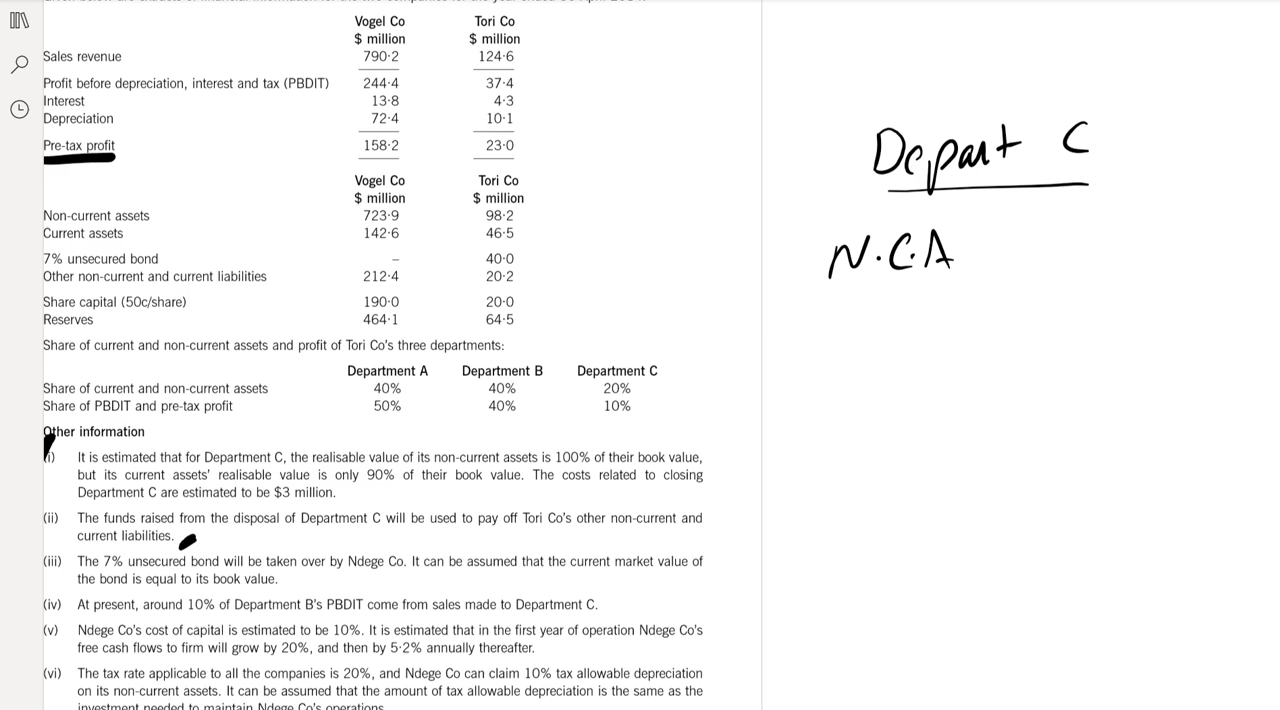 Vogel Co Tori Co
$ million $ million
Sales revenue 790·2 124·6
Profit before depreciation, interest and tax (PBDIT) 244·4 37·4
Interest 13·8 4·3
Depreciation 72·4 10·1
Pre-tax profit 158·2 23·0
Vogel Co Tori Co
$ million $ million
Non-current assets 723·9 98·2
Current assets 142·6 46·5
7% unsecured bond – 40·0
Other non-current and current liabilities 212·4 20·2
Share capital (50c/share) 190·0 20·0
Reserves 464·1 64·5
Share of current and non-current assets and profit of Tori Co's three departments:
Department A Department B Department C
Share of current and non-current assets 40% 40% 20%
Share of PBDIT and pre-tax profit 50% 40% 10%
Other information
(i) It is estimated that for Department C, the realisable value of its non-current assets is 100% of their book value,
but its current assets' realisable value is only 90% of their book value. The costs related to closing
Department C are estimated to be $3 million.
(ii) The funds raised from the disposal of Department C will be used to pay off Tori Co's other non-current and
current liabilities.
(iii) The 7% unsecured bond will be taken over by Ndege Co. It can be assumed that the current market value of
the bond is equal to its book value.
(iv) At present, around 10% of Department B's PBDIT come from sales made to Department C.
(v) Ndege Co's cost of capital is estimated to be 10%. It is estimated that in the first year of operation Ndege Co's
free cash flows to firm will grow by 20%, and then by 5·2% annually thereafter.
(vi) The tax rate applicable to all the companies is 20%, and Ndege Co can claim 10% tax allowable depreciation
on its non-current assets. It can be assumed that the amount of tax allowable depreciation is the same as the
investment needed to maintain Ndege Co's operations.
Depart C
N.C.A